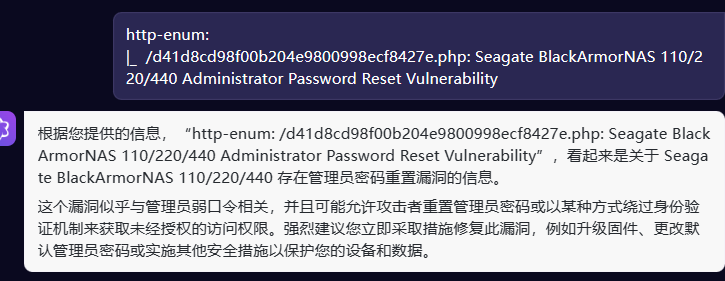 http-enum:
|_ /d41d8cd98f00b204e9800998ecf8427e.php: Seagate BlackArmorNAS 110/2
20/440 Administrator Password Reset Vulnerability
根据您提供的信息，“http-enum: /d41d8cd98f00b204e9800998ecf8427e.php: Seagate Black
ArmorNAS 110/220/440 Administrator Password Reset Vulnerability”，看起来是关于 Seaga
te BlackArmorNAS 110/220/440 存在管理员密码重置漏洞的信息。
这个漏洞似乎与管理员弱口令相关，并且可能允许攻击者重置管理员密码或以某种方式绕过身份验
证机制来获取未经授权的访问权限。强烈建议您立即采取措施修复此漏洞，例如升级固件、更改默
认管理员密码或实施其他安全措施以保护您的设备和数据。